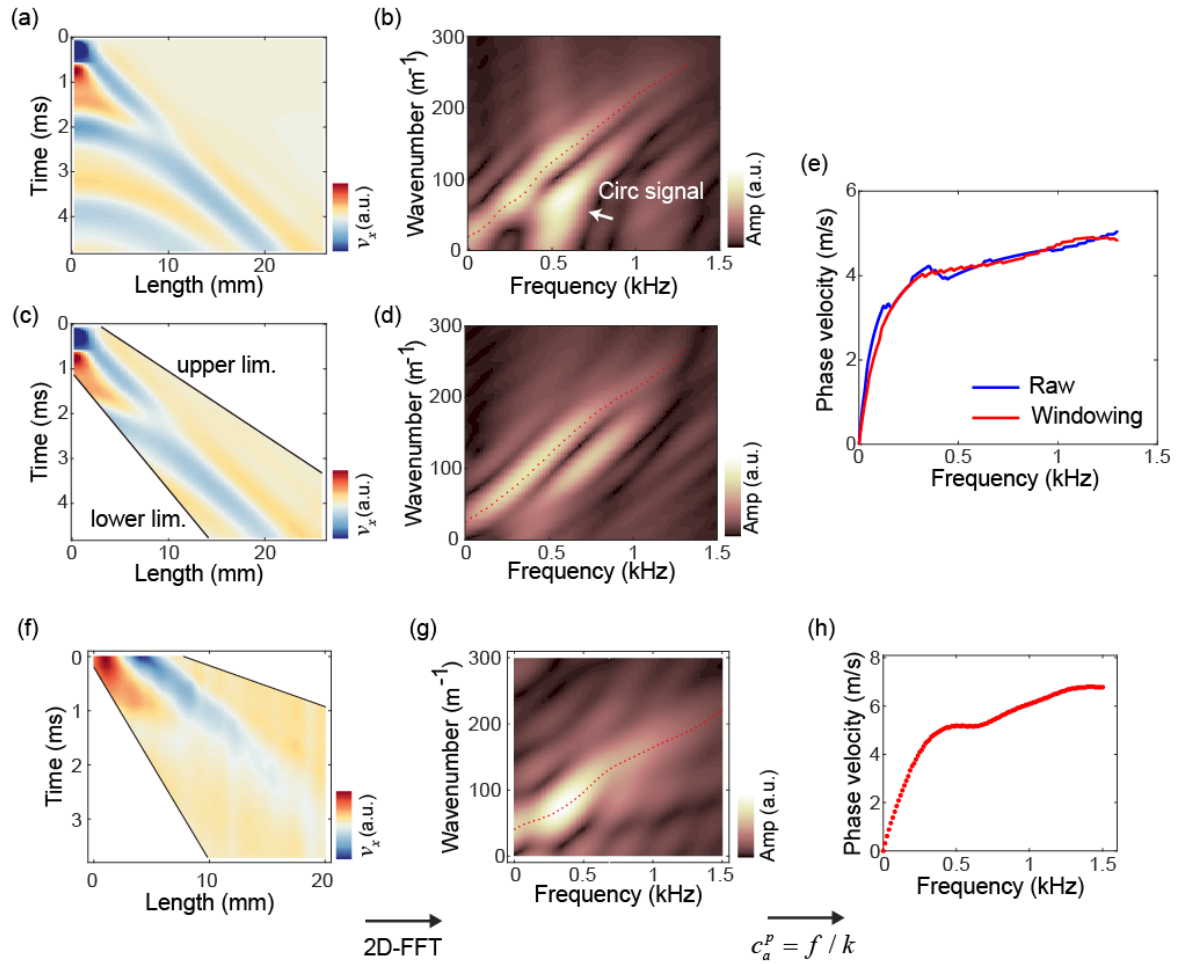 (a)
0
1
2
3
4
Time (ms)
0
10
20
Length (mm)
vₓ(a.u.)
(b)
300
200
100
0
Wavenumber (m⁻¹)
Circ signal
0
0.5
1
1.5
Frequency (kHz)
Amp (a.u.)
(c)
0
1
2
3
4
Time (ms)
upper lim.
lower lim.
0
10
20
Length (mm)
vₓ(a.u.)
(d)
300
200
100
0
Wavenumber (m⁻¹)
0
0.5
1
1.5
Frequency (kHz)
Amp (a.u.)
(e)
6
4
2
0
Phase velocity (m/s)
Raw
Windowing
0
0.5
1
1.5
Frequency (kHz)
(f)
0
1
2
3
Time (ms)
0
10
20
Length (mm)
vₓ(a.u.)
(g)
300
200
100
0
Wavenumber (m⁻¹)
0
0.5
1
1.5
Frequency (kHz)
Amp (a.u.)
(h)
8
6
4
2
0
Phase velocity (m/s)
0
0.5
1
1.5
Frequency (kHz)
2D-FFT
cₐᵖ = f / k